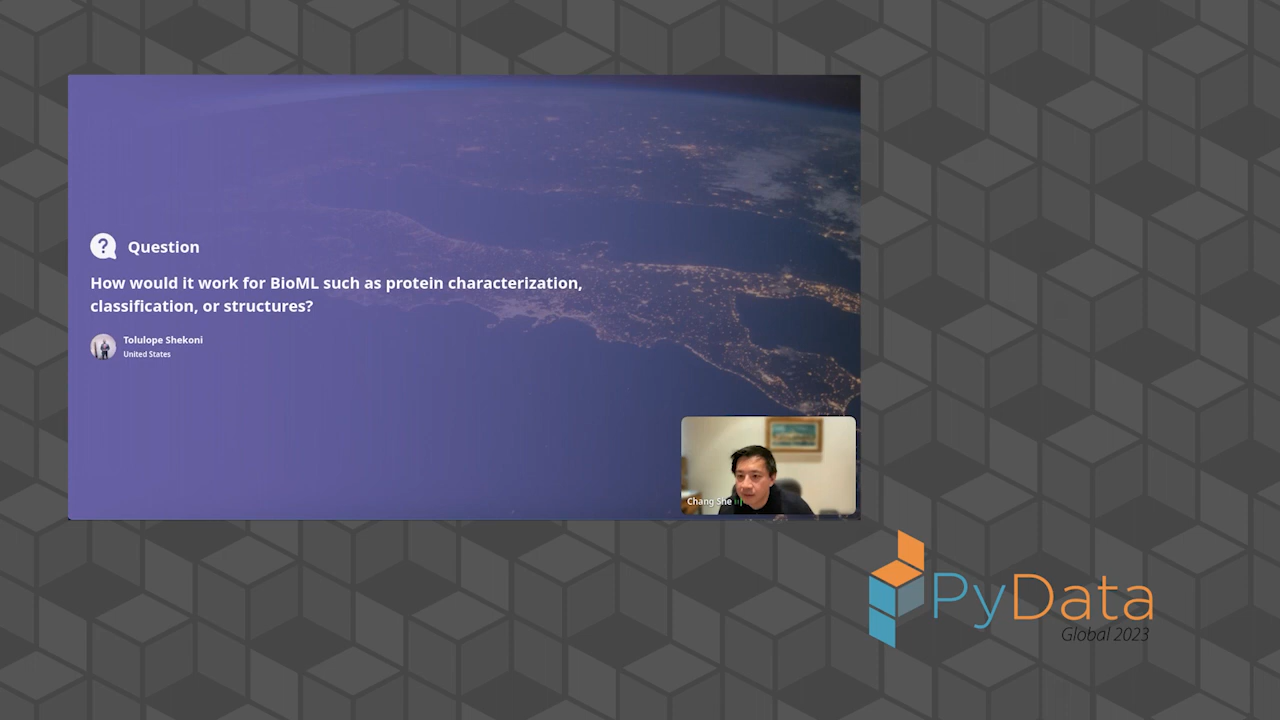 Question
How would it work for BioML such as protein characterization,
classification, or structures?
Tolulope Shekoni
United States
Chang She
PyData
Global 2023